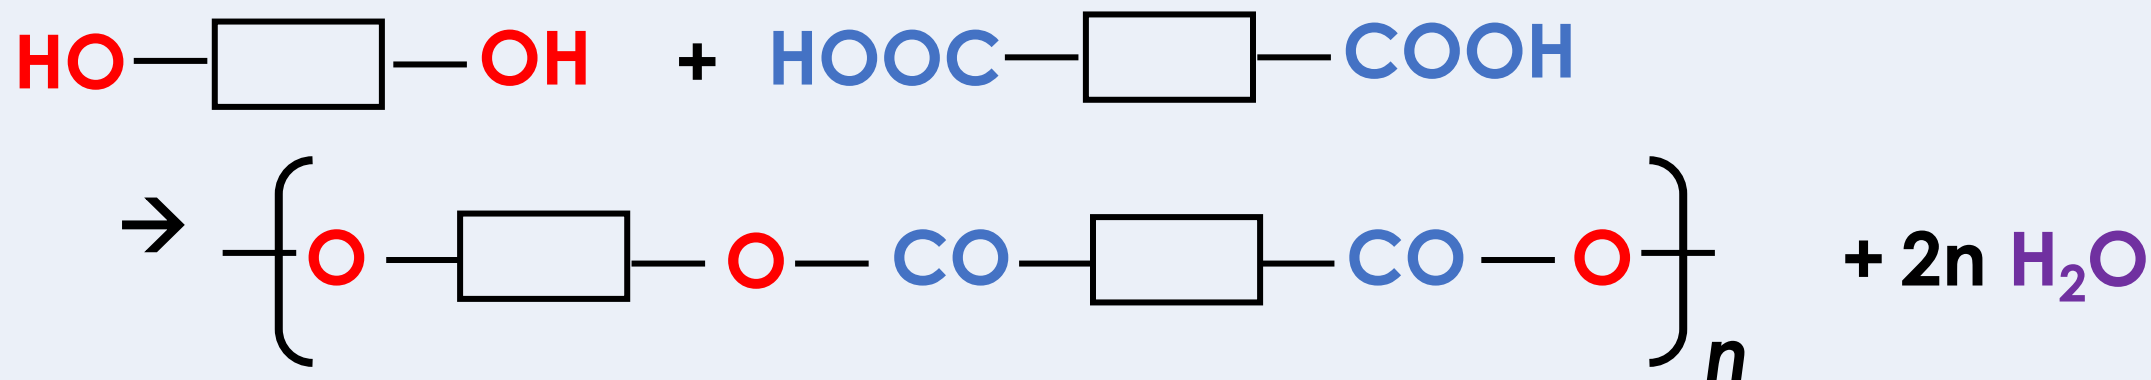 HO OH + HOOC COOH
→ O O CO CO O + 2n H₂O
n